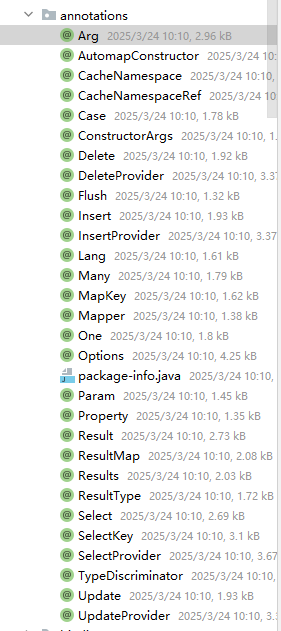 annotations
Arg 2025/3/24 10:10, 2.96 kB
AutomapConstructor 2025/3/24 10:10,
CacheNamespace 2025/3/24 10:10,
CacheNamespaceRef 2025/3/24 10
Case 2025/3/24 10:10, 1.78 kB
ConstructorArgs 2025/3/24 10:10, 1.
Delete 2025/3/24 10:10, 1.92 kB
DeleteProvider 2025/3/24 10:10, 3.37
Flush 2025/3/24 10:10, 1.32 kB
Insert 2025/3/24 10:10, 1.93 kB
InsertProvider 2025/3/24 10:10, 3.37
Lang 2025/3/24 10:10, 1.61 kB
Many 2025/3/24 10:10, 1.79 kB
MapKey 2025/3/24 10:10, 1.62 kB
Mapper 2025/3/24 10:10, 1.38 kB
One 2025/3/24 10:10, 1.8 kB
Options 2025/3/24 10:10, 4.25 kB
package-info.java 2025/3/24 10:10,
Param 2025/3/24 10:10, 1.45 kB
Property 2025/3/24 10:10, 1.35 kB
Result 2025/3/24 10:10, 2.73 kB
ResultMap 2025/3/24 10:10, 2.08 kB
Results 2025/3/24 10:10, 2.03 kB
ResultType 2025/3/24 10:10, 1.72 kB
Select 2025/3/24 10:10, 2.69 kB
SelectKey 2025/3/24 10:10, 3.1 kB
SelectProvider 2025/3/24 10:10, 3.67
TypeDiscriminator 2025/3/24 10:10,
Update 2025/3/24 10:10, 1.93 kB
UpdateProvider 2025/3/24 10:10, 3.